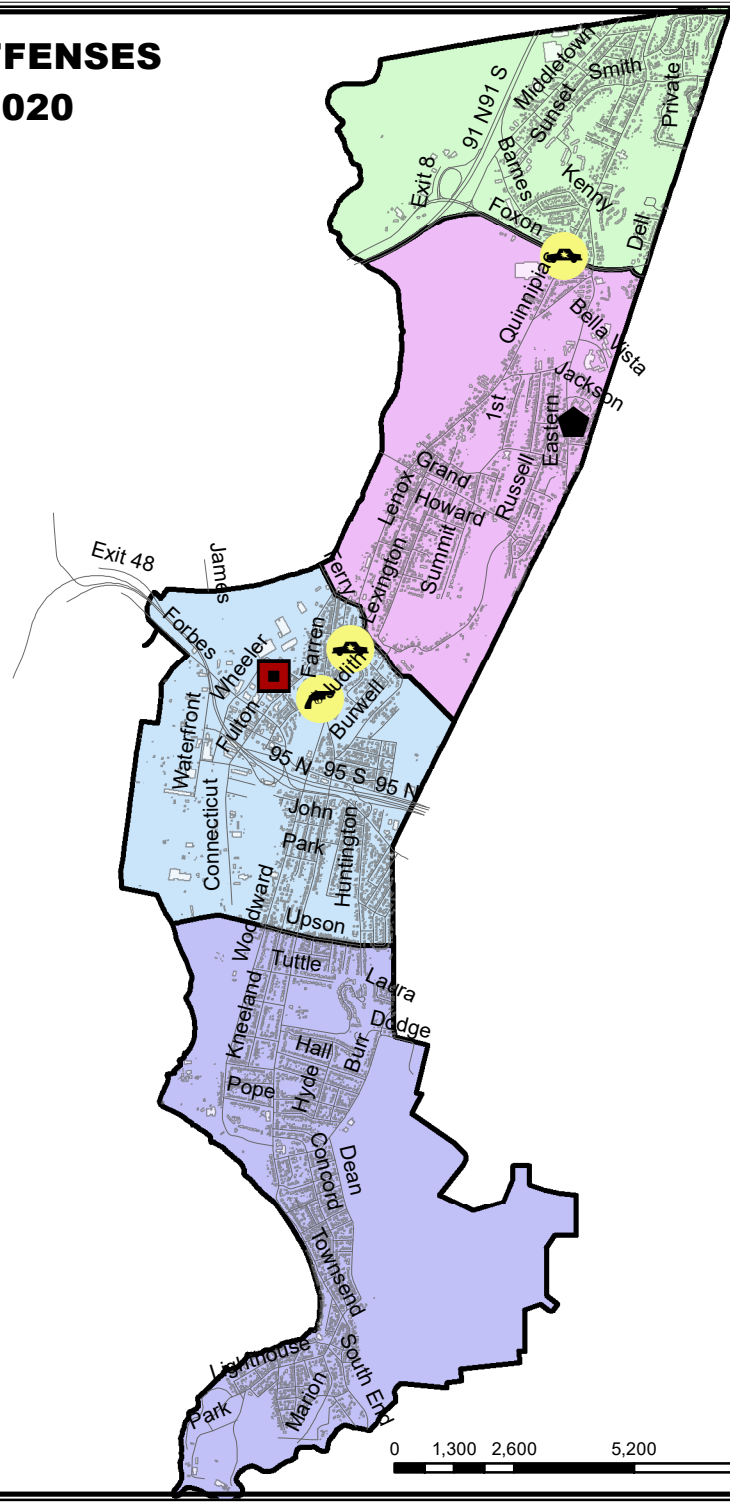 FFENSES
020
Middletown
Smith
Private
Sunset
91 N
91 S
Barnes
Exit 8
Kenny
Foxon
Dell
Quinnipiac
Bella Vista
Jackson
1st
Eastern
Grand
Russell
Lenox
Howard
Summit
Exit 48
James
Ferry
Lexington
Forbes
Farren
Wheeler
Judith
Fulton
Burwell
Waterfront
95 N
95 S
95 N
Connecticut
John
Park
Huntington
Woodward
Upson
Tuttle
Laura
Kneeland
Dodge
Hall
Burr
Pope
Hyde
Concord
Dean
Townsend
Lighthouse
South End
Marion
Park
0 1,300 2,600 5,200